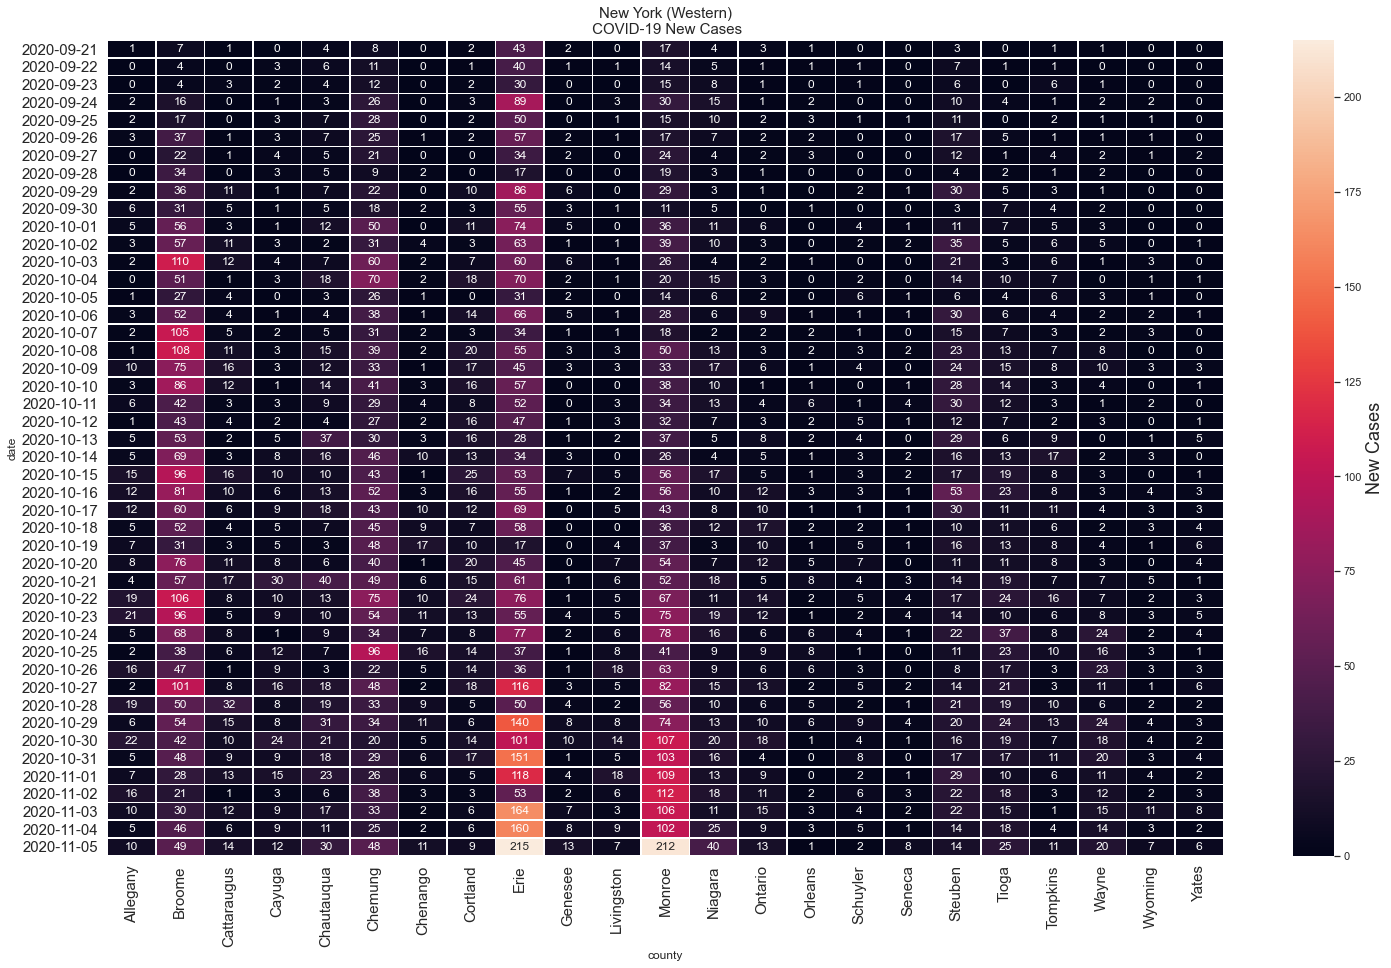 New York (Western)
COVID-19 New Cases
2020-09-21 1 7 1 0 4 8 0 2 43 2 0 17 4 3 1 0 0 3 0 1 1 0 0
2020-09-22 0 4 0 3 6 11 0 1 40 1 1 14 5 1 1 1 0 7 1 1 0 0 0
2020-09-23 0 4 3 2 4 12 0 2 30 0 0 15 8 1 0 1 0 6 0 6 1 0 0
2020-09-24 2 16 0 1 3 26 0 3 89 0 3 30 15 1 2 0 0 10 4 1 2 2 0
2020-09-25 2 17 0 3 7 28 0 2 50 0 1 15 10 2 3 1 1 11 0 2 1 1 0
2020-09-26 3 37 1 3 7 25 1 2 57 2 1 17 7 2 2 0 0 17 5 1 1 1 0
2020-09-27 0 22 1 4 5 21 0 0 34 2 0 24 4 2 3 0 0 12 1 4 2 1 2
2020-09-28 0 34 0 3 5 9 2 0 17 0 0 19 3 1 0 0 0 4 2 1 2 0 0
2020-09-29 2 36 11 1 7 22 0 10 86 6 0 29 3 1 0 2 1 30 5 3 1 0 0
2020-09-30 6 31 5 1 5 18 2 3 55 3 1 11 5 0 1 0 0 3 7 4 2 0 0
2020-10-01 5 56 3 1 12 50 0 11 74 5 0 36 11 6 0 4 1 11 7 5 3 0 0
2020-10-02 3 57 11 3 2 31 4 3 63 1 1 39 10 3 0 2 2 35 5 6 5 0 1
2020-10-03 2 110 12 4 7 60 2 7 60 6 1 26 4 2 1 0 0 21 3 6 1 3 0
2020-10-04 0 51 1 3 18 70 2 18 70 2 1 20 15 3 0 2 0 14 10 7 0 1 1
2020-10-05 1 27 4 0 3 26 1 0 31 2 0 14 6 2 0 6 1 6 4 6 3 1 0
2020-10-06 3 52 4 1 4 38 1 14 66 5 1 28 6 9 1 1 1 30 6 4 2 2 1
2020-10-07 2 105 5 2 5 31 2 3 34 1 1 18 2 2 2 1 0 15 7 3 2 3 0
2020-10-08 1 108 11 3 15 39 2 20 55 3 3 50 13 3 2 3 2 23 13 7 8 0 0
2020-10-09 10 75 16 3 12 33 1 17 45 3 3 33 17 6 1 4 0 24 15 8 10 3 3
2020-10-10 3 86 12 1 14 41 3 16 57 0 0 38 10 1 1 0 1 28 14 3 4 0 1
2020-10-11 6 42 3 3 9 29 4 8 52 0 3 34 13 4 6 1 4 30 12 3 1 2 0
2020-10-12 1 43 4 2 4 27 2 16 47 1 3 32 7 3 2 5 1 12 7 2 3 0 1
2020-10-13 5 53 2 5 37 30 3 16 28 1 2 37 5 8 2 4 0 29 6 9 0 1 5
2020-10-14 5 69 3 8 16 46 10 13 34 3 0 26 4 5 1 3 2 16 13 17 2 3 0
2020-10-15 15 96 16 10 10 43 1 25 53 7 5 56 17 5 1 3 2 17 19 8 3 0 1
2020-10-16 12 81 10 6 13 52 3 16 55 1 2 56 10 12 3 3 1 53 23 8 3 4 3
2020-10-17 12 60 6 9 18 43 10 12 69 0 5 43 8 10 1 1 1 30 11 11 4 3 3
2020-10-18 5 52 4 5 7 45 9 7 58 0 0 36 12 17 2 2 1 10 11 6 2 3 4
2020-10-19 7 31 3 5 3 48 17 10 17 0 4 37 3 10 1 5 1 16 13 8 4 1 6
2020-10-20 8 76 11 8 6 40 1 20 45 0 7 54 7 12 5 7 0 11 11 8 3 0 4
2020-10-21 4 57 17 30 40 49 6 15 61 1 6 52 18 5 8 4 3 14 19 7 7 5 1
2020-10-22 19 106 8 10 13 75 10 24 76 1 5 67 11 14 2 5 4 17 24 16 7 2 3
2020-10-23 21 96 5 9 10 54 11 13 55 4 5 75 19 12 1 2 4 14 10 6 8 3 5
2020-10-24 5 68 8 1 9 34 7 8 77 2 6 78 16 6 6 4 1 22 37 8 24 2 4
2020-10-25 2 38 6 12 7 96 16 14 37 1 8 41 9 9 8 1 0 11 23 10 16 3 1
2020-10-26 16 47 1 9 3 22 5 14 36 1 18 63 9 6 6 3 0 8 17 3 23 3 3
2020-10-27 2 101 8 16 18 48 2 18 116 3 5 82 15 13 2 5 2 14 21 3 11 1 6
2020-10-28 19 50 32 8 19 33 9 5 50 4 2 56 10 6 5 2 1 21 19 10 6 2 2
2020-10-29 6 54 15 8 31 34 11 6 140 8 8 74 13 10 6 9 4 20 24 13 24 4 3
2020-10-30 22 42 10 24 21 20 5 14 101 10 14 107 20 18 1 4 1 16 19 7 18 4 2
2020-10-31 5 48 9 9 18 29 6 17 151 1 5 103 16 4 0 8 0 17 17 11 20 3 4
2020-11-01 7 28 13 15 23 26 6 5 118 4 18 109 13 9 0 2 1 29 10 6 11 4 2
2020-11-02 16 21 1 3 6 38 3 3 53 2 6 112 18 11 2 6 3 22 18 3 12 2 3
2020-11-03 10 30 12 9 17 33 2 6 164 7 3 106 11 15 3 4 2 22 15 1 15 11 8
2020-11-04 5 46 6 9 11 25 2 6 160 8 9 102 25 9 3 5 1 14 18 4 14 3 2
2020-11-05 10 49 14 12 30 48 11 9 215 13 7 212 40 13 1 2 8 14 25 11 20 7 6
date
Allegany Broome Cattaraugus Cayuga Chautauqua Chemung Chenango Cortland Erie Genesee Livingston Monroe Niagara Ontario Orleans Schuyler Seneca Steuben Tioga Tompkins Wayne Wyoming Yates
county
200
175
150
125
100
75
50
25
0
New Cases